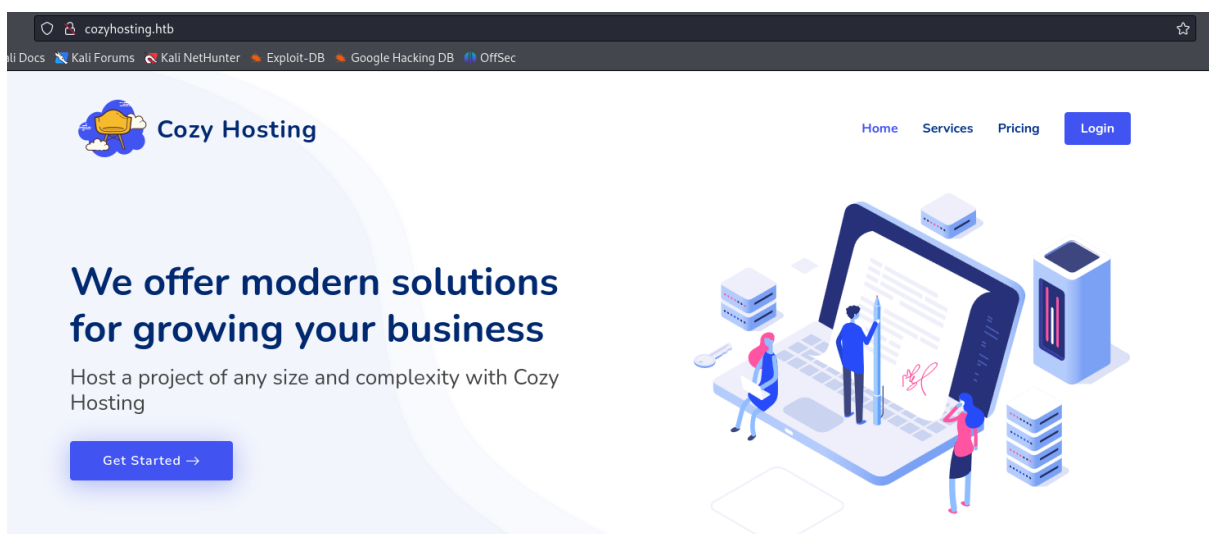 cozyhosting.htb
Kali Forums Kali NetHunter Exploit-DB Google Hacking DB OffSec
Cozy Hosting
Home Services Pricing Login
We offer modern solutions
for growing your business
Host a project of any size and complexity with Cozy
Hosting
Get Started →